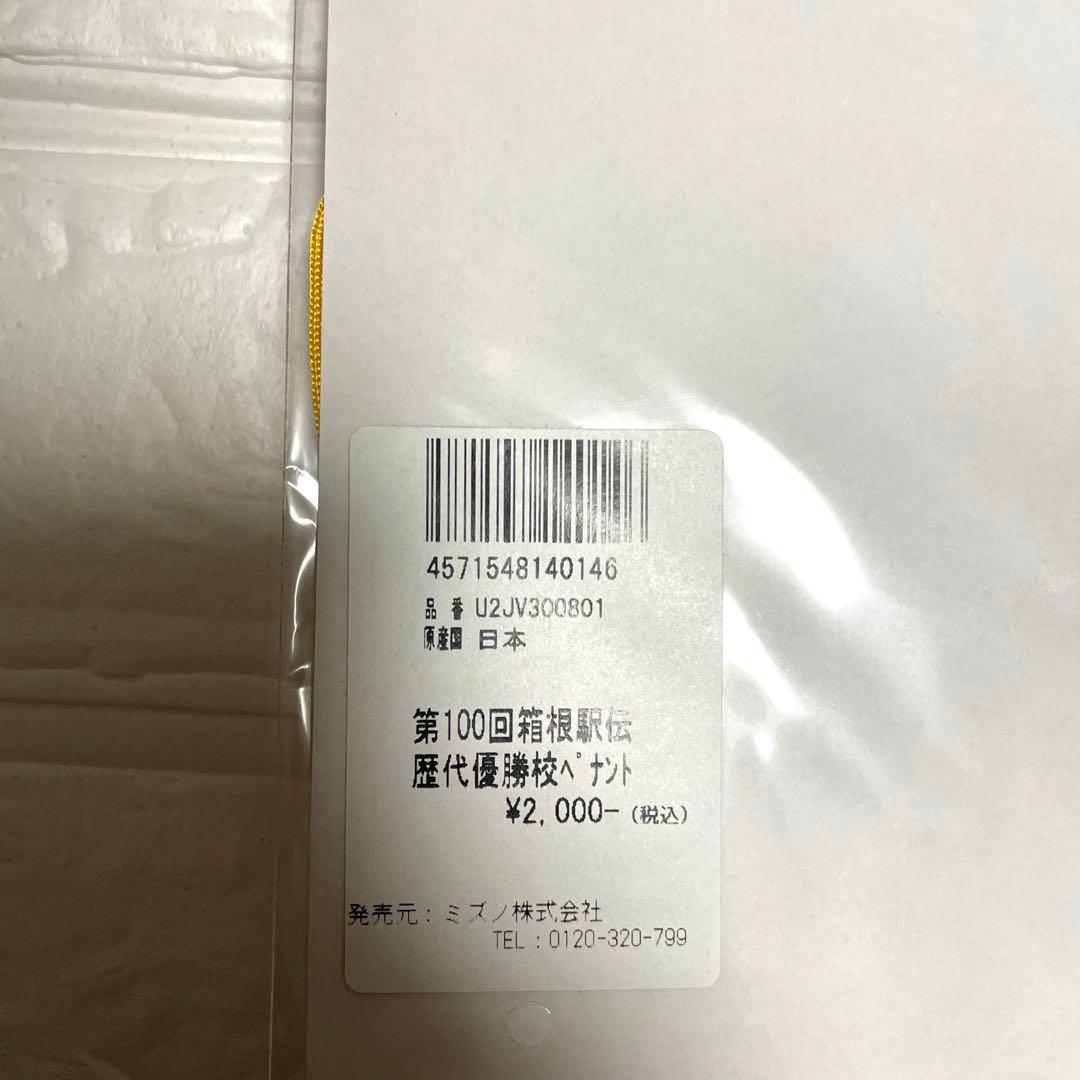 4571548140146
品 番 U2JV300801
原産国 日本
第100回箱根駅伝
歴代優勝校ﾍﾟﾅﾝﾄ
¥2,000-(税込)
発売元:ミズノ株式会社
TEL:0120-320-799